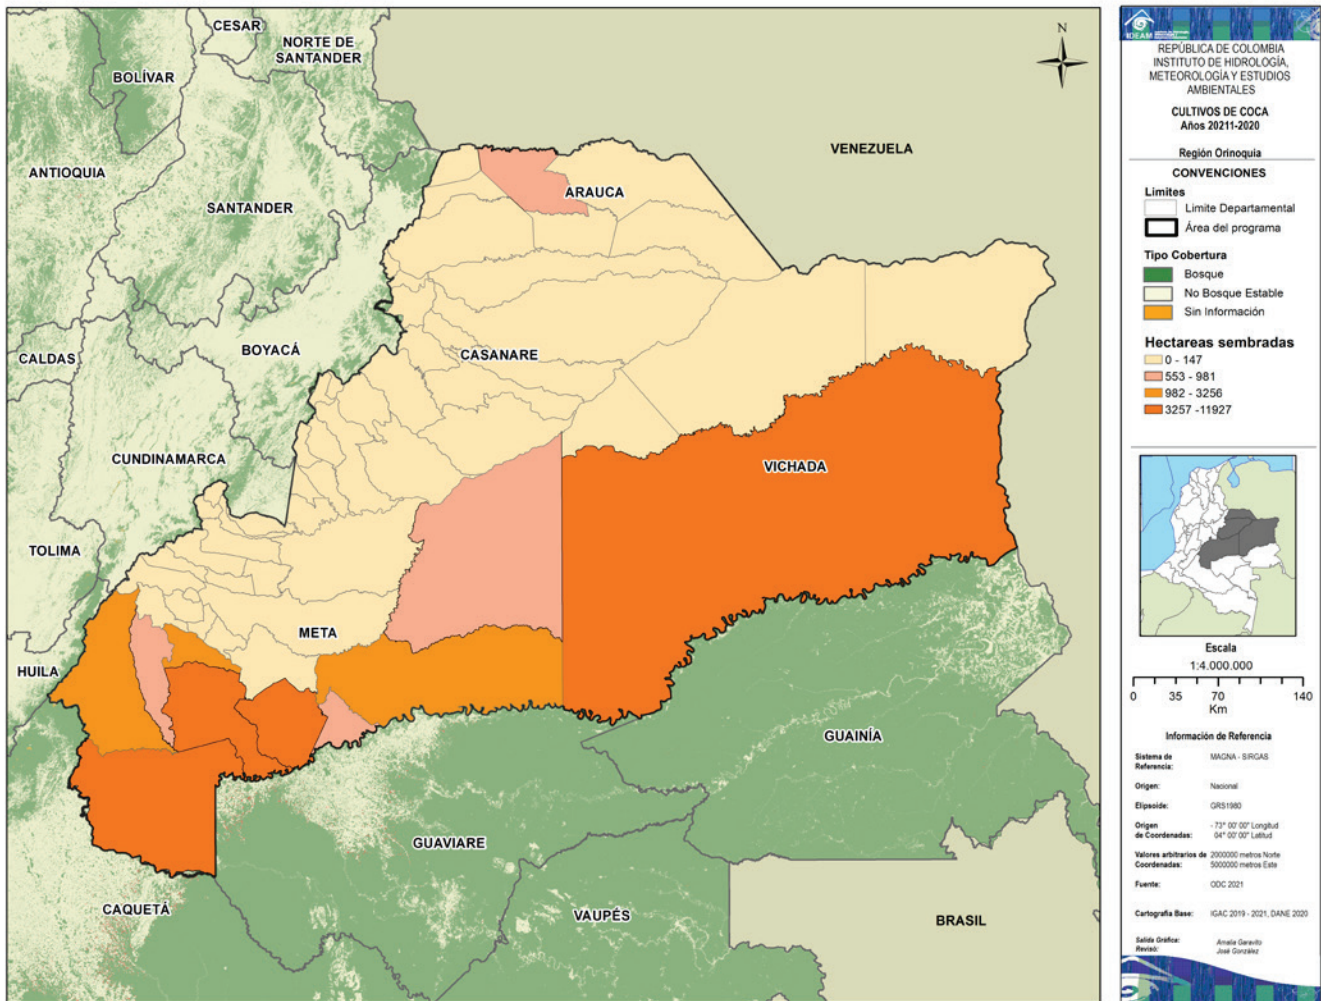 CESAR
NORTE DE
SANTANDER
BOLÍVAR
N
VENEZUELA
ANTIOQUIA
ARAUCA
SANTANDER
BOYACÁ
CASANARE
CALDAS
CUNDINAMARCA
VICHADA
TOLIMA
META
HUILA
GUAINÍA
GUAVIARE
CAQUETÁ
VAUPÉS
BRASIL
IDEAM
REPÚBLICA DE COLOMBIA
INSTITUTO DE HIDROLOGÍA,
METEOROLOGÍA Y ESTUDIOS
AMBIENTALES
CULTIVOS DE COCA
Años 20211-2020
Región Orinoquia
CONVENCIONES
Limites
Limite Departamental
Área del programa
Tipo Cobertura
Bosque
No Bosque Estable
Sin Información
Hectareas sembradas
0 - 147
553 - 981
982 - 3256
3257 -11927
Escala
1:4.000.000
0 35 70 140
Km
Información de Referencia
Sistema de Referencia: MAGNA - SIRGAS
Origen: Nacional
Elipsoide: GRS1980
Origen - 73° 00' 00" Longitud
de Coordenadas: 04° 00' 00" Latitud
Valores arbitrarios de 2000000 metros Norte
Coordenadas: 5000000 metros Este
Fuente: ODC 2021
Cartografía Base: IGAC 2019 - 2021, DANE 2020
Salida Gráfica: Amalia Garavito
Revisó: José González